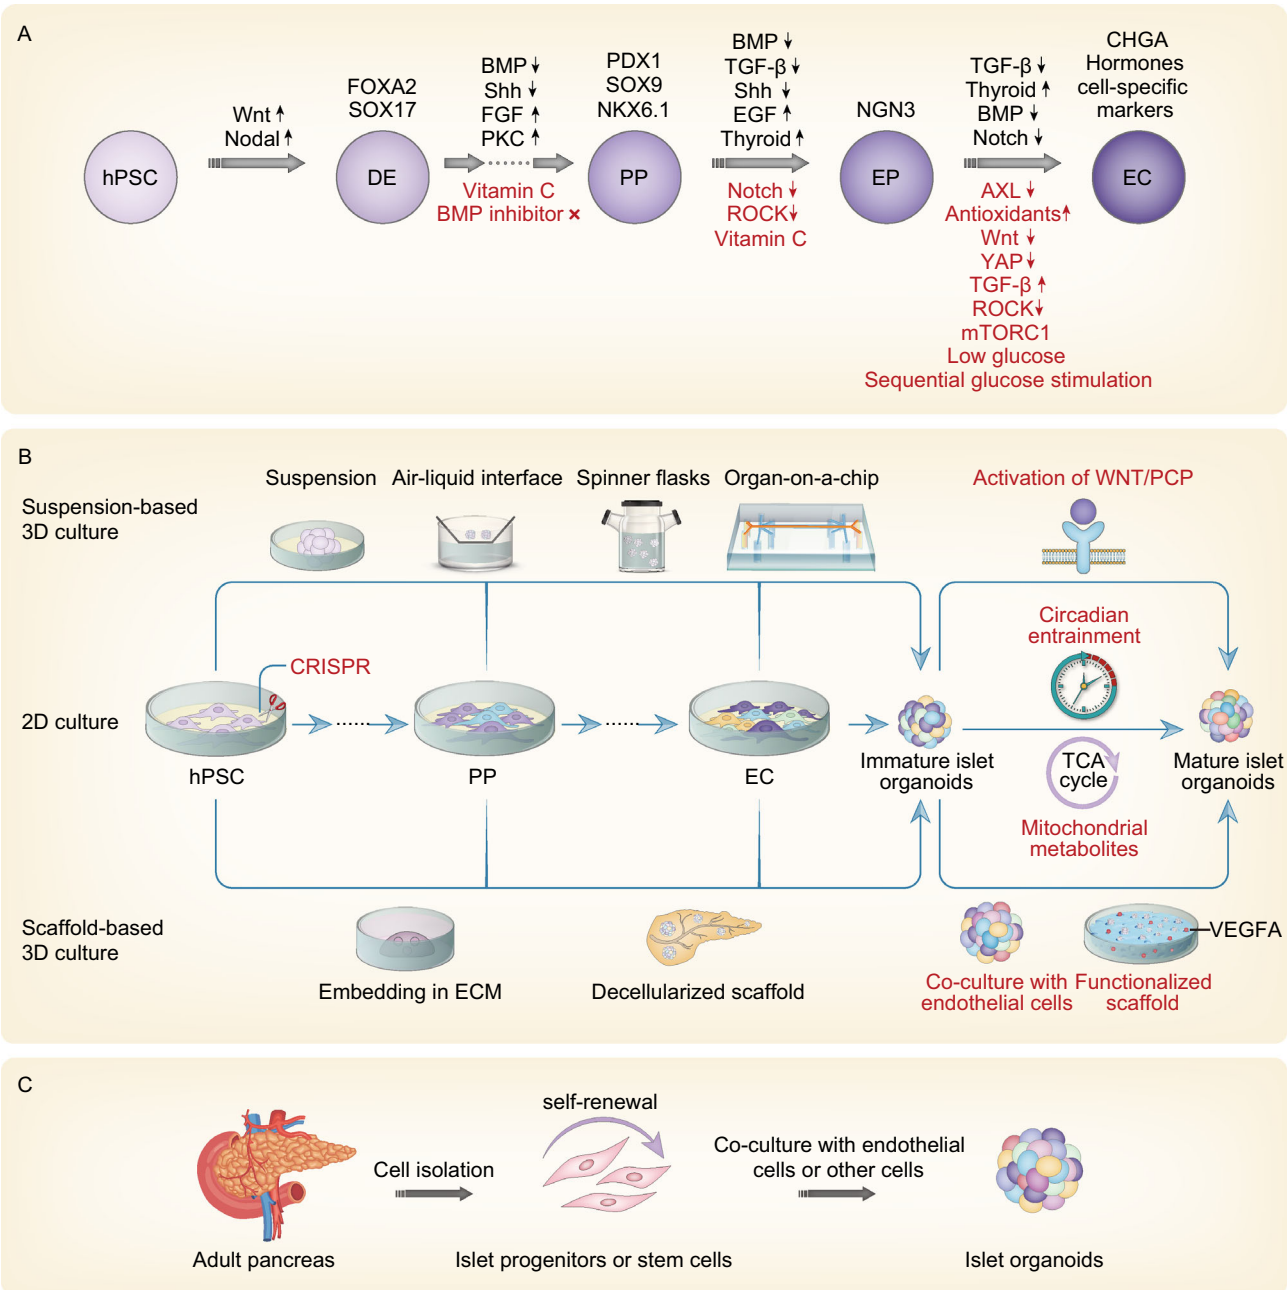 A
Wnt ↑
Nodal ↑
hPSC
FOXA2
SOX17
DE
BMP ↓
Shh ↓
FGF ↑
PKC ↑
Vitamin C
BMP inhibitor ×
PDX1
SOX9
NKX6.1
PP
BMP ↓
TGF-β ↓
Shh ↓
EGF ↑
Thyroid ↑
Notch ↓
ROCK ↓
Vitamin C
NGN3
EP
TGF-β ↓
Thyroid ↑
BMP ↓
Notch ↓
AXL ↓
Antioxidants ↑
Wnt ↓
YAP ↓
TGF-β ↑
ROCK ↓
mTORC1
Low glucose
Sequential glucose stimulation
CHGA
Hormones
cell-specific
markers
EC
B
Suspension-based
3D culture
Suspension
Air-liquid interface
Spinner flasks
Organ-on-a-chip
Activation of WNT/PCP
CRISPR
Circadian
entrainment
2D culture
hPSC
PP
EC
Immature islet
organoids
TCA
cycle
Mature islet
organoids
Mitochondrial
metabolites
Scaffold-based
3D culture
Embedding in ECM
Decellularized scaffold
VEGFA
Co-culture with
endothelial cells
Functionalized
scaffold
C
self-renewal
Cell isolation
Co-culture with endothelial
cells or other cells
Adult pancreas
Islet progenitors or stem cells
Islet organoids